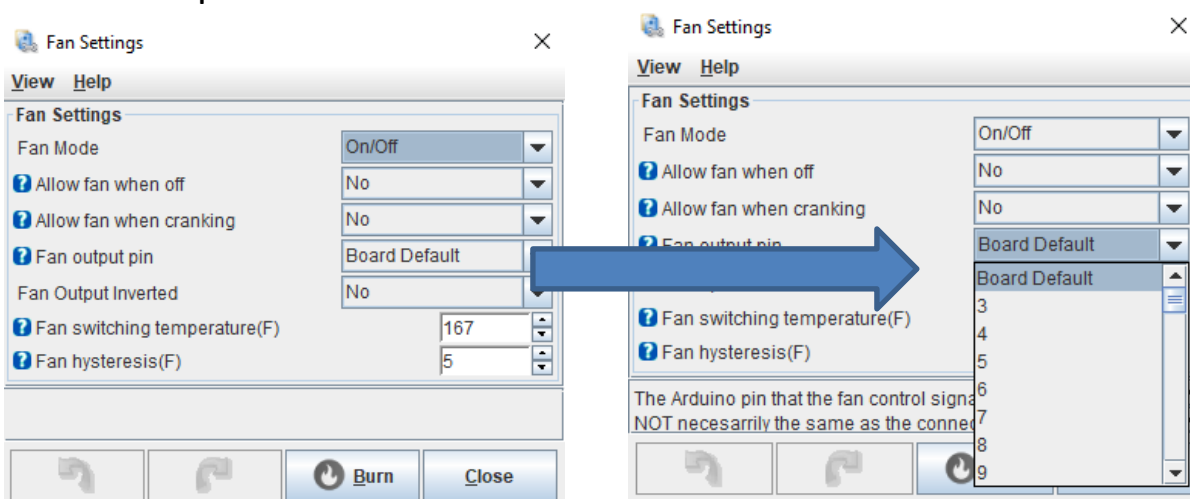 Fan Settings
View Help
Fan Settings
Fan Mode On/Off
Allow fan when off No
Allow fan when cranking No
Fan output pin Board Default
Fan Output Inverted No
Fan switching temperature(F) 167
Fan hysteresis(F) 5
Burn Close
Fan Settings
View Help
Fan Settings
Fan Mode On/Off
Allow fan when off No
Allow fan when cranking No
Fan output pin Board Default
Board Default
3
4
5
6
7
8
9
Fan switching temperature(F)
Fan hysteresis(F)
The Arduino pin that the fan control
NOT necesarrily the same as the